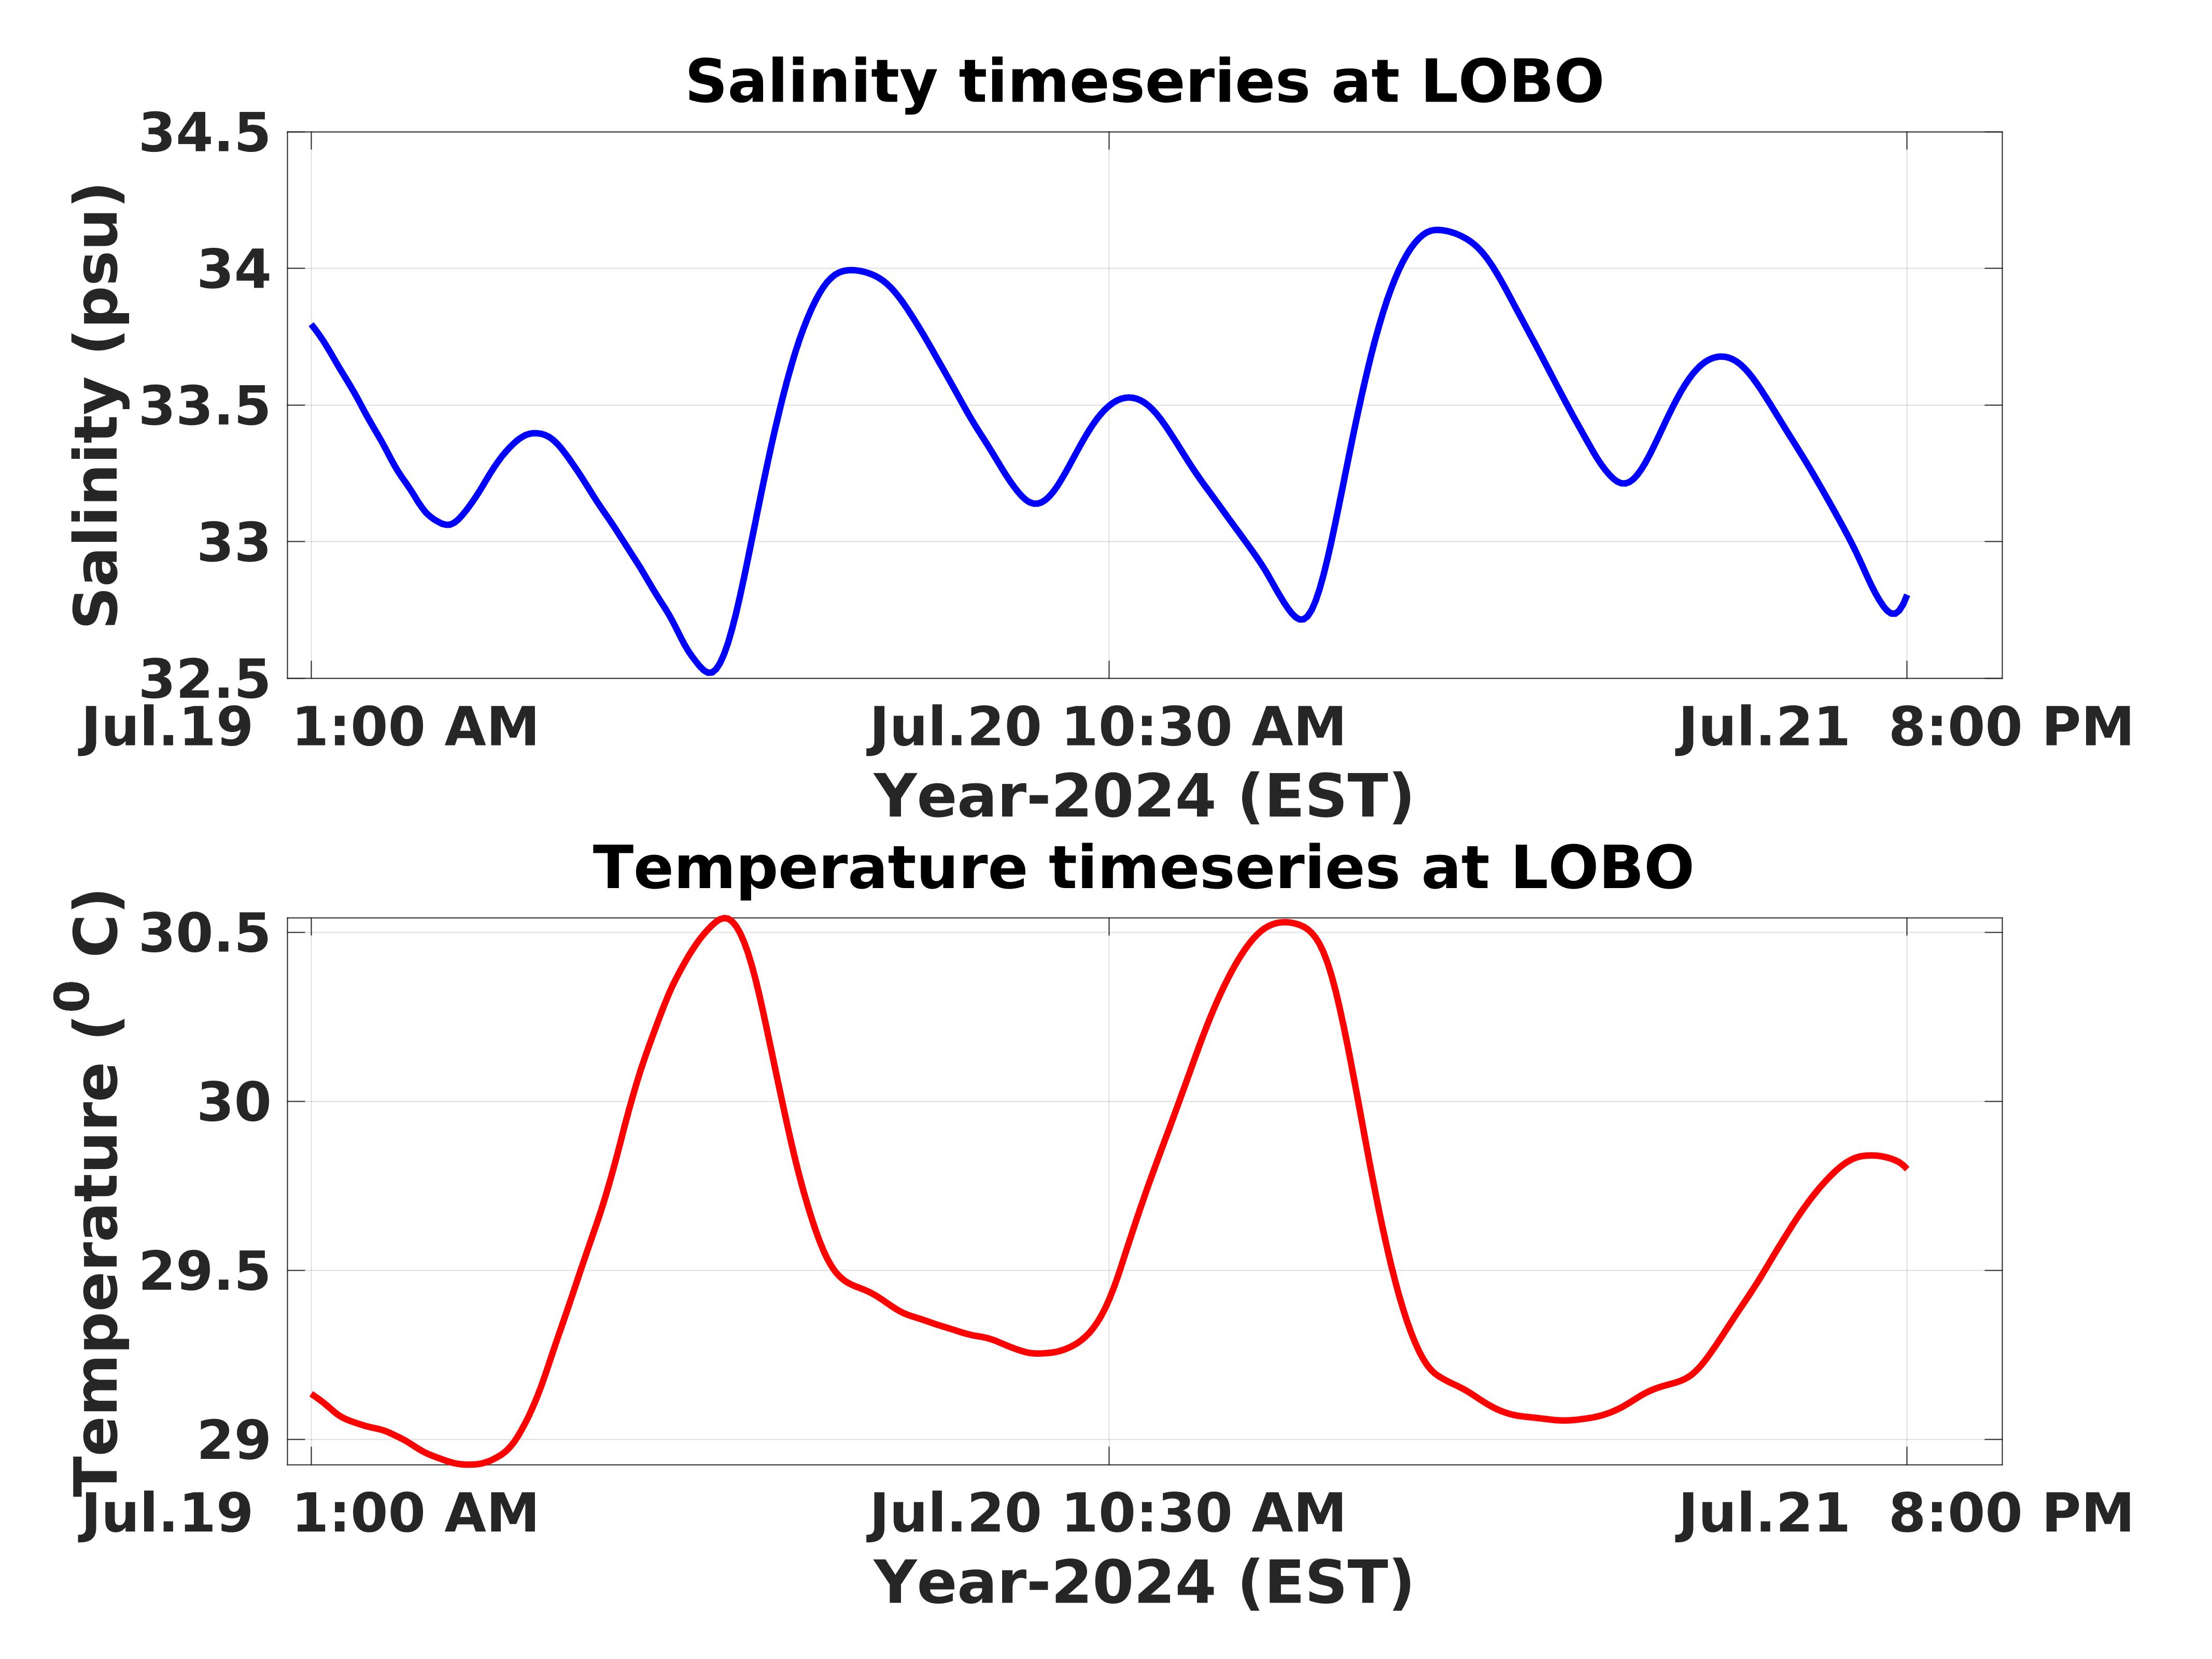 Salinity timeseries at LOBO
Salinity (psu)
34.5
34
33.5
33
32.5
Jul.19  1:00 AM
Jul.20 10:30 AM
Jul.21  8:00 PM
Year-2024 (EST)
Temperature timeseries at LOBO
Temperature (⁰ C)
30.5
30
29.5
29
Jul.19  1:00 AM
Jul.20 10:30 AM
Jul.21  8:00 PM
Year-2024 (EST)